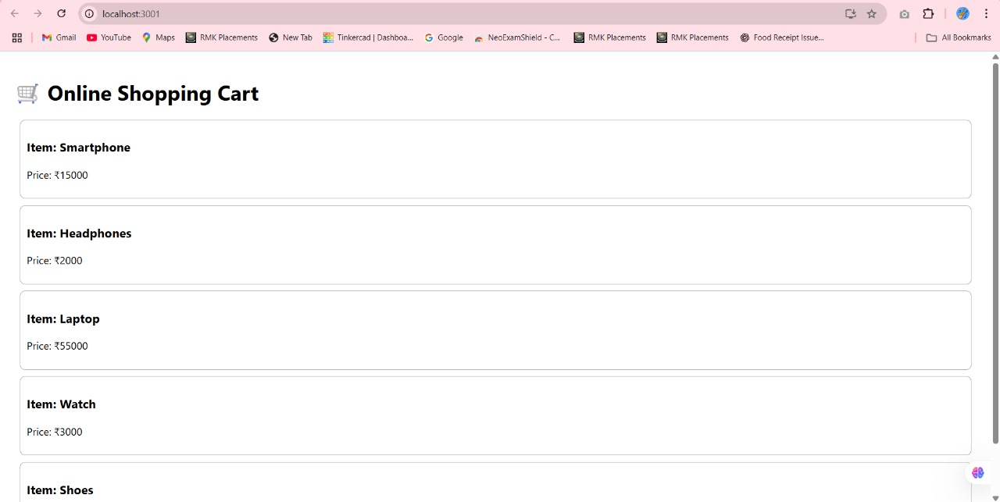 localhost:3001
Gmail YouTube Maps RMK Placements New Tab Tinkercad | Dashboa... Google NeoExamShield - C... RMK Placements RMK Placements Food Receipt Issue... All Bookmarks
Online Shopping Cart
Item: Smartphone
Price: ₹15000
Item: Headphones
Price: ₹2000
Item: Laptop
Price: ₹55000
Item: Watch
Price: ₹3000
Item: Shoes